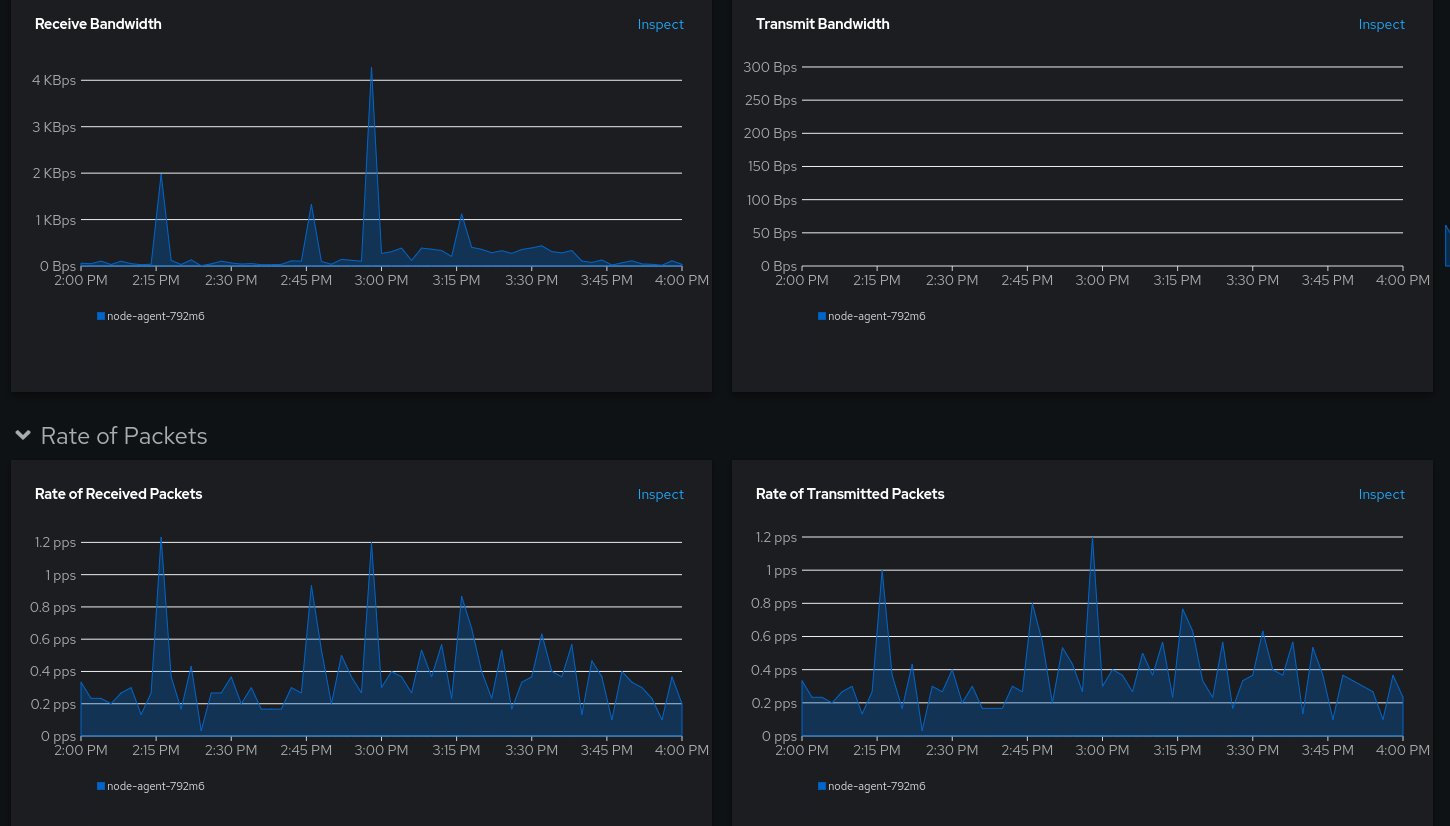 Receive Bandwidth
Inspect
4 KBps
3 KBps
2 KBps
1 KBps
0 Bps
2:00 PM 2:15 PM 2:30 PM 2:45 PM 3:00 PM 3:15 PM 3:30 PM 3:45 PM 4:00 PM
node-agent-792m6
Transmit Bandwidth
Inspect
300 Bps
250 Bps
200 Bps
150 Bps
100 Bps
50 Bps
0 Bps
2:00 PM 2:15 PM 2:30 PM 2:45 PM 3:00 PM 3:15 PM 3:30 PM 3:45 PM 4:00 PM
node-agent-792m6
Rate of Packets
Rate of Received Packets
Inspect
1.2 pps
1 pps
0.8 pps
0.6 pps
0.4 pps
0.2 pps
0 pps
2:00 PM 2:15 PM 2:30 PM 2:45 PM 3:00 PM 3:15 PM 3:30 PM 3:45 PM 4:00 PM
node-agent-792m6
Rate of Transmitted Packets
Inspect
1.2 pps
1 pps
0.8 pps
0.6 pps
0.4 pps
0.2 pps
0 pps
2:00 PM 2:15 PM 2:30 PM 2:45 PM 3:00 PM 3:15 PM 3:30 PM 3:45 PM 4:00 PM
node-agent-792m6